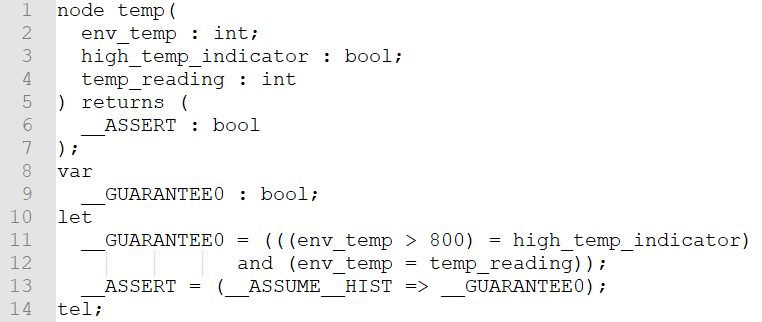 1 node temp(
2   env_temp : int;
3   high_temp_indicator : bool;
4   temp_reading : int
5 ) returns (
6   __ASSERT : bool
7 );
8 var
9   __GUARANTEE0 : bool;
10 let
11   __GUARANTEE0 = (((env_temp > 800) = high_temp_indicator)
12                and (env_temp = temp_reading));
13   __ASSERT = (__ASSUME__HIST => __GUARANTEE0);
14 tel;